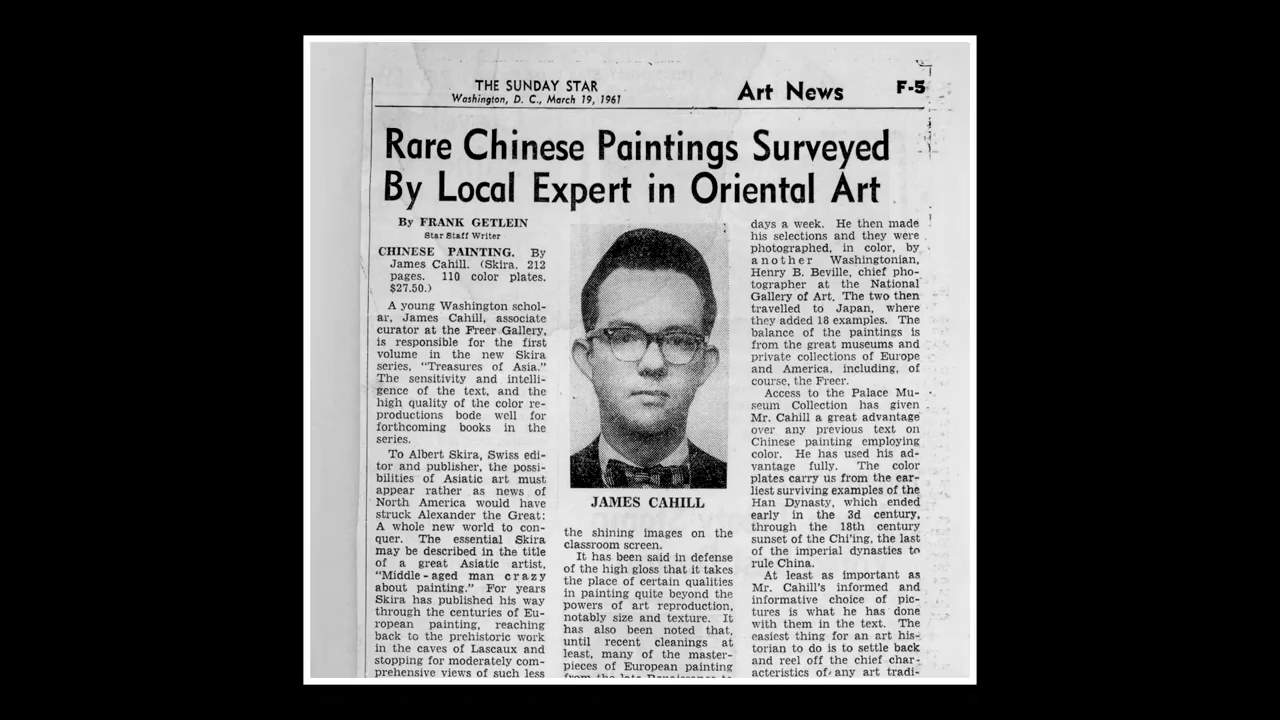 THE SUNDAY STAR
Washington, D. C., March 19, 1961
Art News
F-5
Rare Chinese Paintings Surveyed
By Local Expert in Oriental Art
By FRANK GETLEIN
Star Staff Writer
CHINESE PAINTING. By
James Cahill. (Skira. 212
pages. 110 color plates.
$27.50.)
A young Washington schol-
ar, James Cahill, associate
curator at the Freer Gallery,
is responsible for the first
volume in the new Skira
series, "Treasures of Asia."
The sensitivity and intelli-
gence of the text, and the
high quality of the color re-
productions bode well for
forthcoming books in the
series.
To Albert Skira, Swiss edi-
tor and publisher, the possi-
bilities of Asiatic art must
appear rather as news of
North America would have
struck Alexander the Great:
A whole new world to con-
quer. The essential Skira
may be described in the title
of a great Asiatic artist,
"Middle-aged man crazy
about painting." For years
Skira has published his way
through the centuries of Eu-
ropean painting, reaching
back to the prehistoric work
in the caves of Lascaux and
stopping for moderately com-
prehensive views of such less
JAMES CAHILL
the shining images on the
classroom screen.
It has been said in defense
of the high gloss that it takes
the place of certain qualities
in painting quite beyond the
powers of art reproduction,
notably size and texture. It
has also been noted that,
until recent cleanings at
least, many of the master-
pieces of European painting
from the late Renaissance to
days a week. He then made
his selections and they were
photographed, in color, by
another Washingtonian,
Henry B. Beville, chief pho-
tographer at the National
Gallery of Art. The two then
travelled to Japan, where
they added 18 examples. The
balance of the paintings is
from the great museums and
private collections of Europe
and America, including, of
course, the Freer.
Access to the Palace Mu-
seum Collection has given
Mr. Cahill a great advantage
over any previous text on
Chinese painting employing
color. He has used his ad-
vantage fully. The color
plates carry us from the ear-
liest surviving examples of the
Han Dynasty, which ended
early in the 3d century,
through the 18th century
sunset of the Chi'ing, the last
of the imperial dynasties to
rule China.
At least as important as
Mr. Cahill's informed and
informative choice of pic-
tures is what he has done
with them in the text. The
easiest thing for an art his-
torian to do is to settle back
and reel off the chief char-
acteristics of any art tradi-